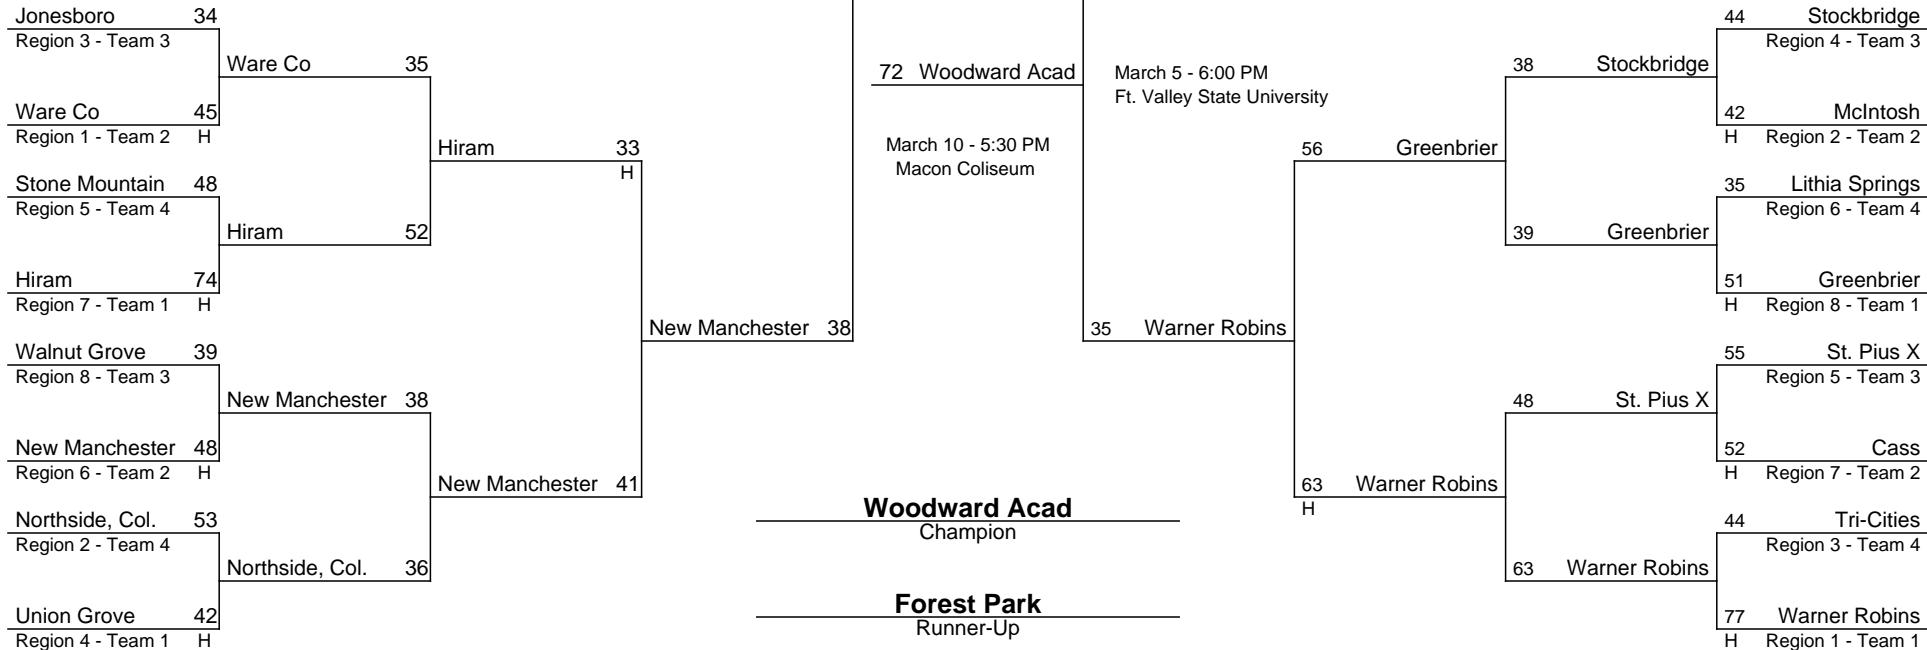 Jonesboro 34
Region 3 - Team 3
Ware Co 35
Ware Co 45
Region 1 - Team 2 H
Hiram 33
H
Stone Mountain 48
Region 5 - Team 4
Hiram 52
Hiram 74
Region 7 - Team 1 H
New Manchester 38
Walnut Grove 39
Region 8 - Team 3
New Manchester 38
New Manchester 48
Region 6 - Team 2 H
New Manchester 41
Northside, Col. 53
Region 2 - Team 4
Northside, Col. 36
Union Grove 42
Region 4 - Team 1 H
72 Woodward Acad
March 10 - 5:30 PM
Macon Coliseum
March 5 - 6:00 PM
Ft. Valley State University
Woodward Acad
Champion
Forest Park
Runner-Up
44 Stockbridge
Region 4 - Team 3
38 Stockbridge
42 McIntosh
H Region 2 - Team 2
56 Greenbrier
35 Lithia Springs
Region 6 - Team 4
39 Greenbrier
51 Greenbrier
H Region 8 - Team 1
35 Warner Robins
55 St. Pius X
Region 5 - Team 3
48 St. Pius X
52 Cass
H Region 7 - Team 2
63 Warner Robins
H
44 Tri-Cities
Region 3 - Team 4
63 Warner Robins
77 Warner Robins
H Region 1 - Team 1